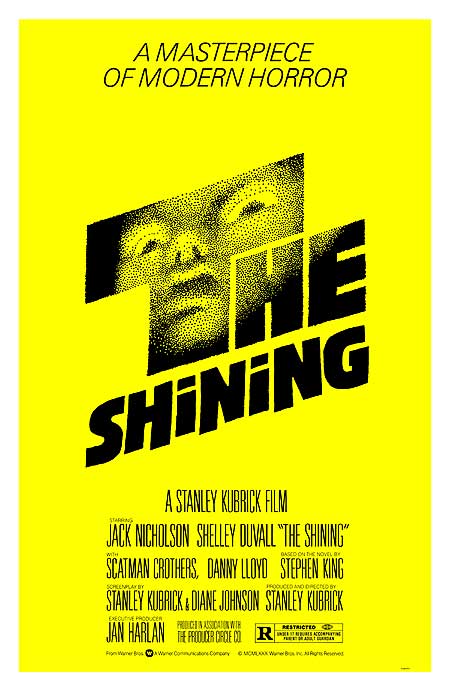 A MASTERPIECE
OF MODERN HORROR
THE
SHiNiNG
A STANLEY KUBRICK FILM
STARRING
JACK NICHOLSON SHELLEY DUVALL "THE SHINING"
WITH BASED ON THE NOVEL BY
SCATMAN CROTHERS, DANNY LLOYD STEPHEN KING
SCREENPLAY BY PRODUCED AND DIRECTED BY
STANLEY KUBRICK & DIANE JOHNSON STANLEY KUBRICK
EXECUTIVE PRODUCER
JAN HARLAN
PRODUCED IN ASSOCIATION WITH
THE PRODUCER CIRCLE CO.
R RESTRICTED
UNDER 17 REQUIRES ACCOMPANYING
PARENT OR ADULT GUARDIAN
From Warner Bros. A Warner Communications Company © MCMLXXX Warner Bros. Inc. All Rights Reserved.